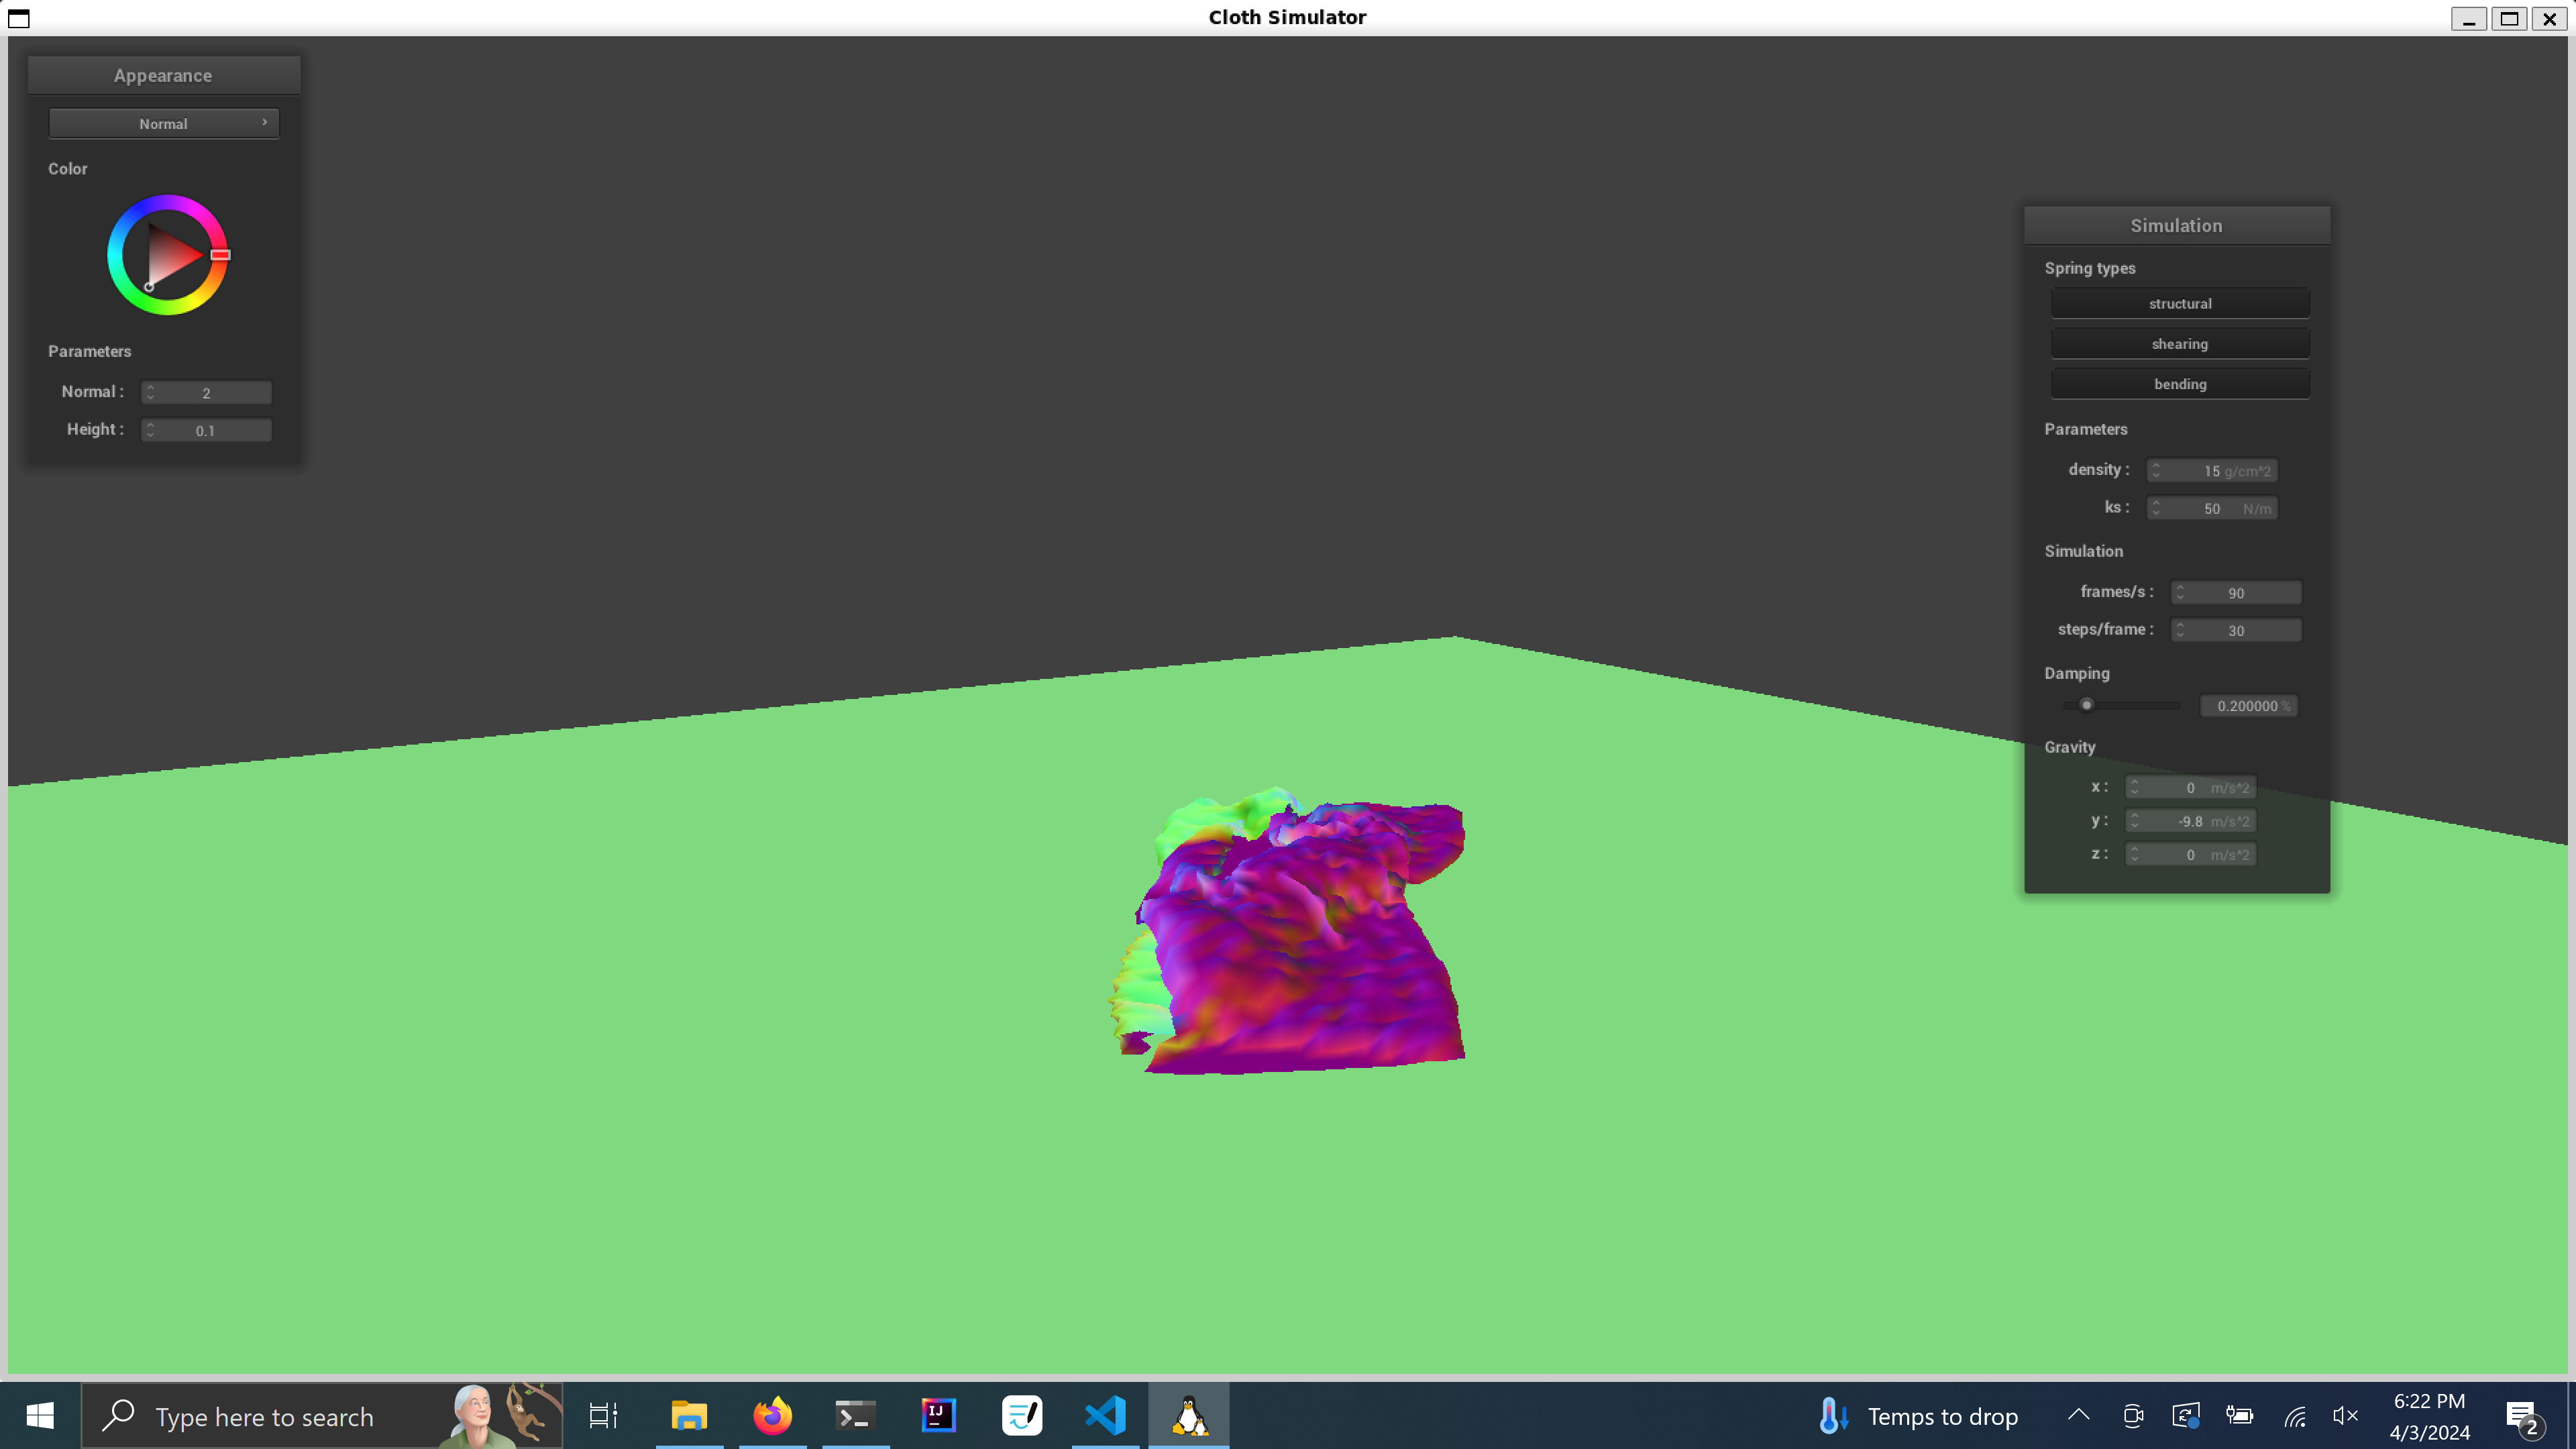 Cloth Simulator
Appearance
Normal
Color
Parameters
Normal : 2
Height : 0.1
Simulation
Spring types
structural
shearing
bending
Parameters
density : 15 g/cm^2
ks : 50 N/m
Simulation
frames/s : 90
steps/frame : 30
Damping
0.200000 %
Gravity
x : 0 m/s^2
y : -9.8 m/s^2
z : 0 m/s^2
Type here to search
IJ
Temps to drop
6:22 PM
4/3/2024
2